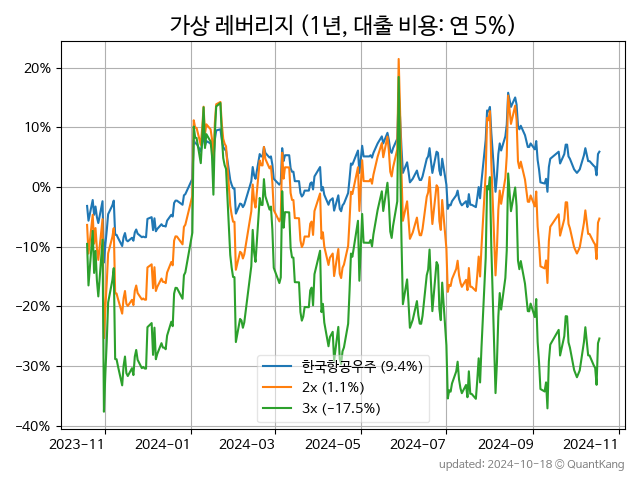 가상 레버리지 (1년, 대출 비용: 연 5%)
20%
10%
0%
−10%
−20%
−30%
−40%
한국항공우주 (9.4%)
2x (1.1%)
3x (−17.5%)
2023-11
2024-01
2024-03
2024-05
2024-07
2024-09
2024-11
updated: 2024-10-18 © QuantKang